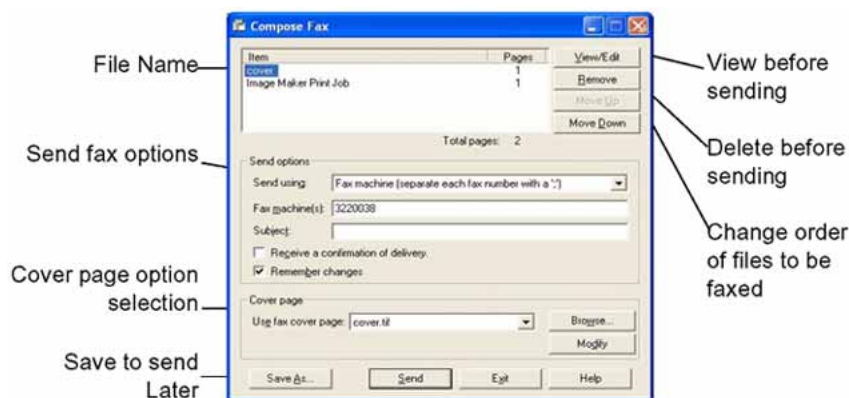 Compose Fax
File Name
Item Pages
cover 1
Image Maker Print Job 1
View/Edit
Remove
Move Up
Move Down
Total pages: 2
View before
sending
Delete before
sending
Change order
of files to be
faxed
Send fax options
Send options
Send using: Fax machine (separate each fax number with a ';')
Fax machine(s): 3220038
Subject:
Receive a confirmation of delivery.
Remember changes
Cover page option
selection
Cover page
Use fax cover page: cover.tif
Browse...
Modify
Save to send
Later
Save As... Send Exit Help